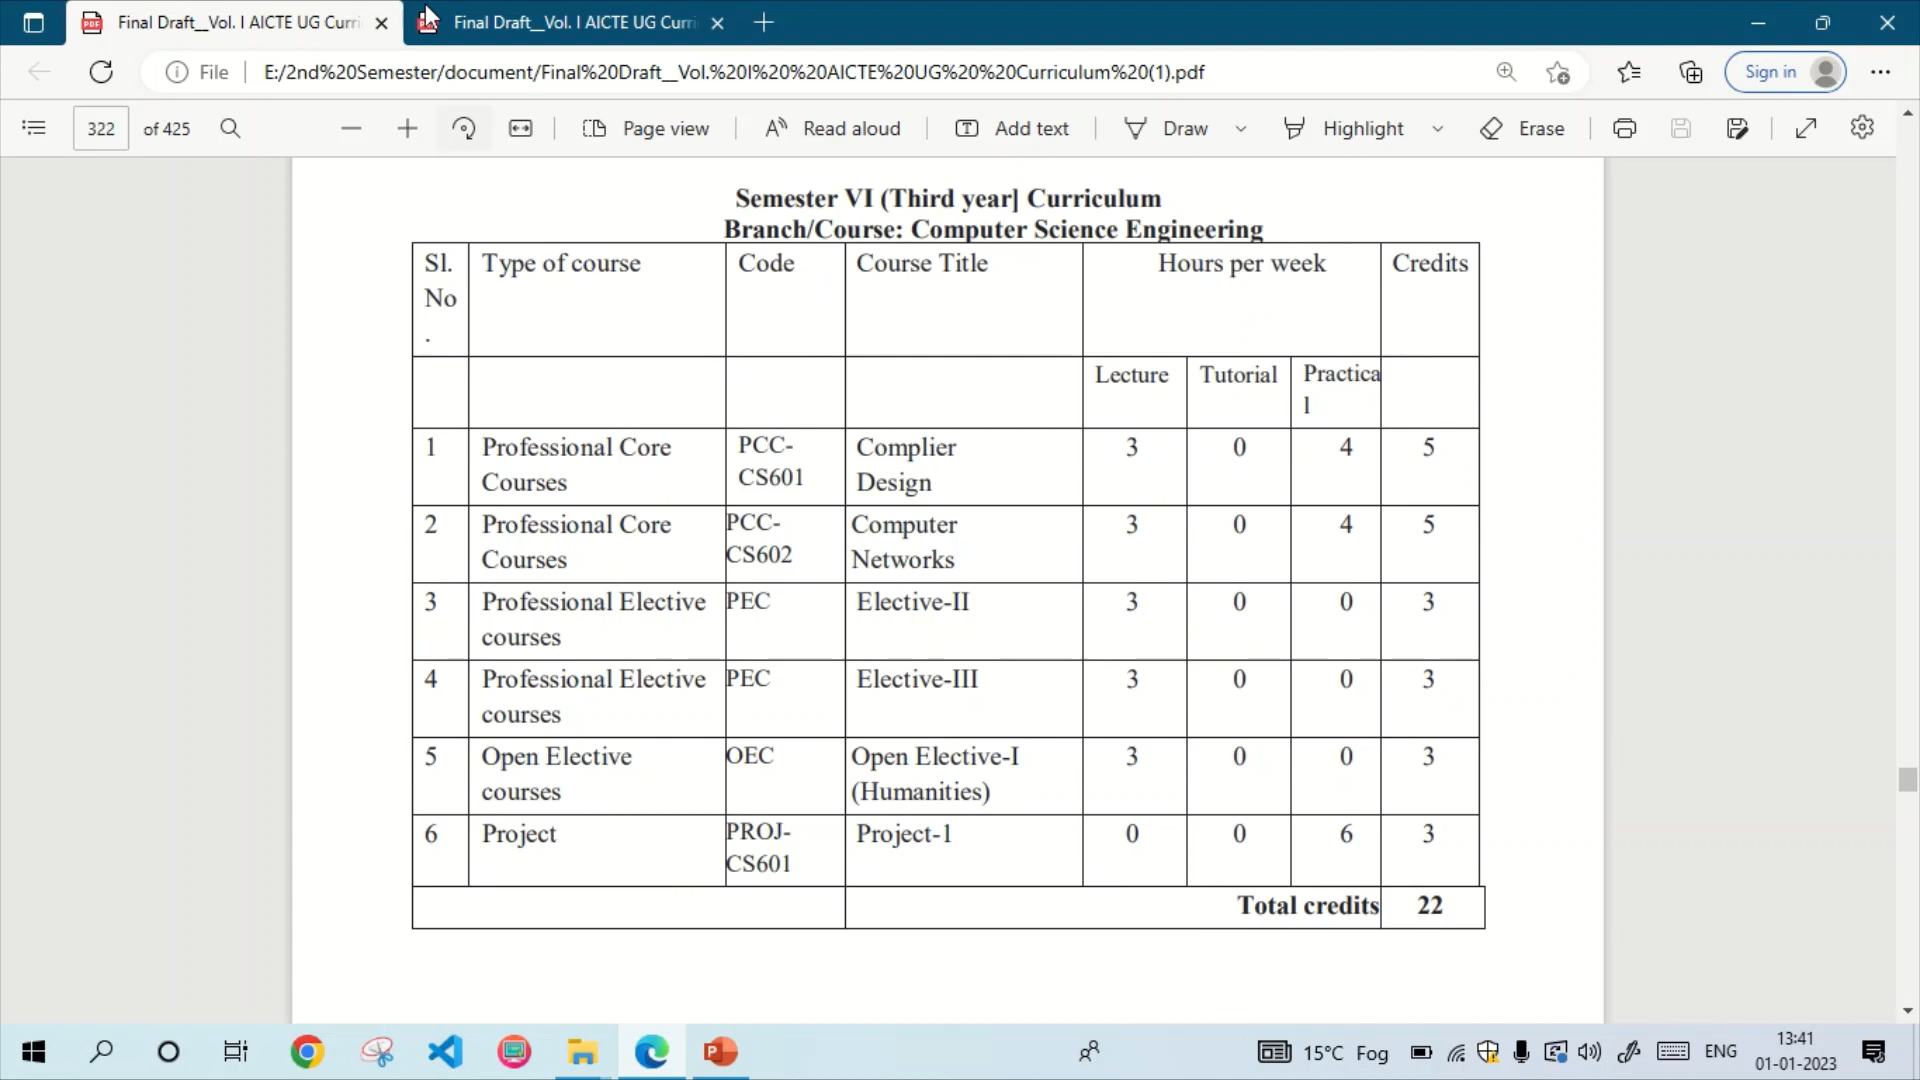 Final Draft__Vol. I AICTE UG Curri
Final Draft__Vol. I AICTE UG Curri
File
E:/2nd%20Semester/document/Final%20Draft__Vol.%20I%20%20AICTE%20UG%20%20Curriculum%20(1).pdf
Sign in
322 of 425
Page view
Read aloud
Add text
Draw
Highlight
Erase
Semester VI (Third year] Curriculum
Branch/Course: Computer Science Engineering
Sl. No . Type of course Code Course Title Hours per week Credits
Lecture Tutorial Practica l
1 Professional Core Courses PCC-CS601 Complier Design 3 0 4 5
2 Professional Core Courses PCC-CS602 Computer Networks 3 0 4 5
3 Professional Elective courses PEC Elective-II 3 0 0 3
4 Professional Elective courses PEC Elective-III 3 0 0 3
5 Open Elective courses OEC Open Elective-I (Humanities) 3 0 0 3
6 Project PROJ-CS601 Project-1 0 0 6 3
Total credits 22
15°C Fog
ENG
13:41
01-01-2023